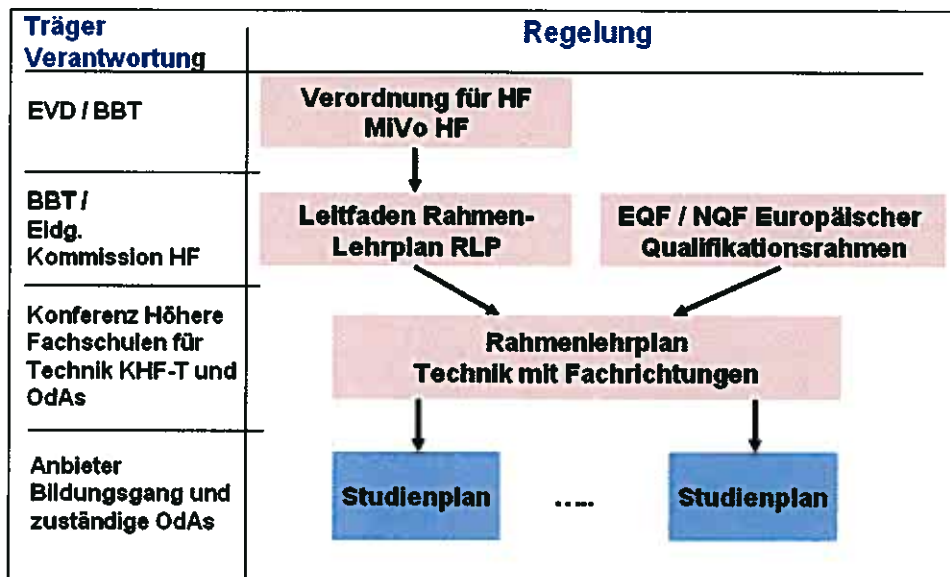 Träger
Verantwortung
Regelung
EVD / BBT
Verordnung für HF
MiVo HF
BBT /
Eidg.
Kommission HF
Leitfaden Rahmen-
Lehrplan RLP
EQF / NQF Europäischer
Qualifikationsrahmen
Konferenz Höhere
Fachschulen für
Technik KHF-T und
OdAs
Rahmenlehrplan
Technik mit Fachrichtungen
Anbieter
Bildungsgang und
zuständige OdAs
Studienplan
.....
Studienplan